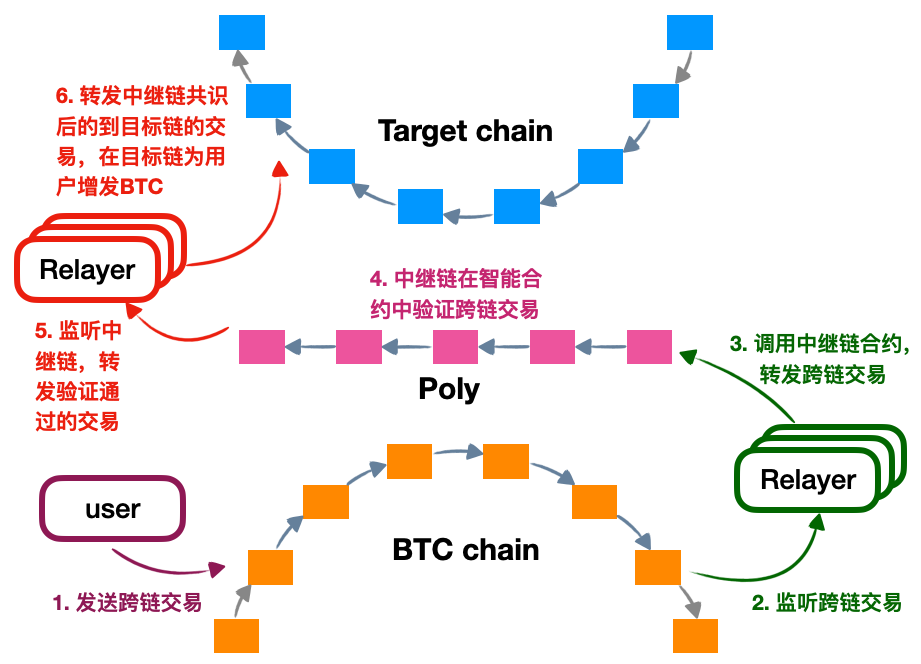 6. 转发中继链共识
后的到目标链的交
易，在目标链为用
户增发BTC
Target chain
Relayer
4. 中继链在智能合
约中验证跨链交易
5. 监听中
继链，转
发验证通
过的交易
3. 调用中继链合约,
转发跨链交易
Poly
Relayer
user
BTC chain
1. 发送跨链交易
2. 监听跨链交易